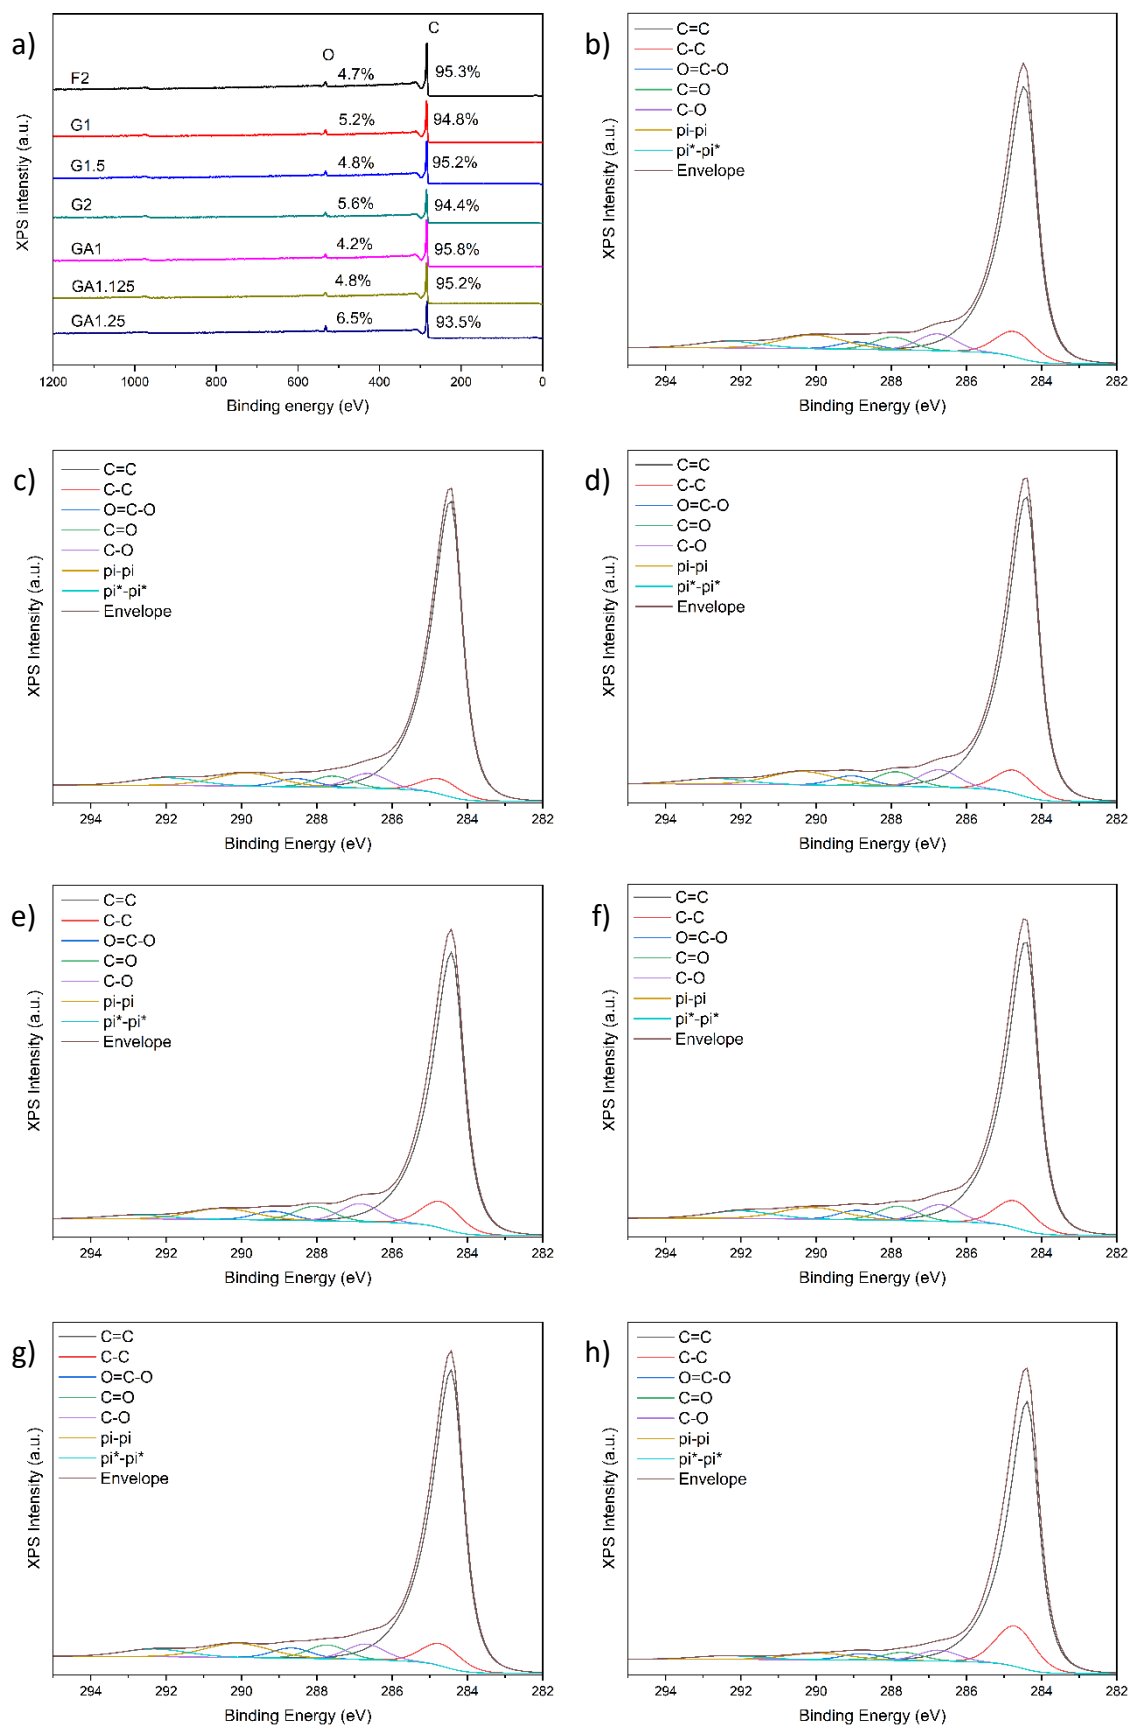 a)
C
O
F2
4.7%
95.3%
G1
5.2%
94.8%
G1.5
4.8%
95.2%
G2
5.6%
94.4%
GA1
4.2%
95.8%
GA1.125
4.8%
95.2%
GA1.25
6.5%
93.5%
XPS intenstiy (a.u.)
1200 1000 800 600 400 200 0
Binding energy (eV)
b)
C=C
C-C
O=C-O
C=O
C-O
pi-pi
pi*-pi*
Envelope
XPS Intensity (a.u.)
294 292 290 288 286 284 282
Binding Energy (eV)
c)
C=C
C-C
O=C-O
C=O
C-O
pi-pi
pi*-pi*
Envelope
XPS Intensity (a.u.)
294 292 290 288 286 284 282
Binding Energy (eV)
d)
C=C
C-C
O=C-O
C=O
C-O
pi-pi
pi*-pi*
Envelope
XPS Intensity (a.u.)
294 292 290 288 286 284 282
Binding Energy (eV)
e)
C=C
C-C
O=C-O
C=O
C-O
pi-pi
pi*-pi*
Envelope
XPS Intensity (a.u.)
294 292 290 288 286 284 282
Binding Energy (eV)
f)
C=C
C-C
O=C-O
C=O
C-O
pi-pi
pi*-pi*
Envelope
XPS Intensity (a.u.)
294 292 290 288 286 284 282
Binding Energy (eV)
g)
C=C
C-C
O=C-O
C=O
C-O
pi-pi
pi*-pi*
Envelope
XPS Intensity (a.u.)
294 292 290 288 286 284 282
Binding Energy (eV)
h)
C=C
C-C
O=C-O
C=O
C-O
pi-pi
pi*-pi*
Envelope
XPS Intensity (a.u.)
294 292 290 288 286 284 282
Binding Energy (eV)